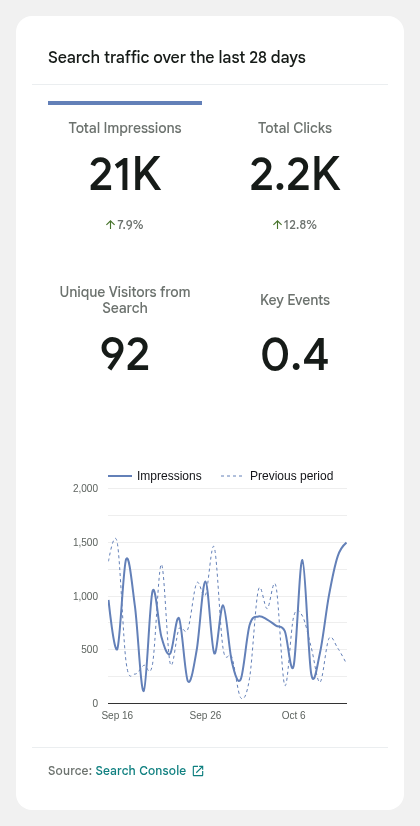 Search traffic over the last 28 days
Total Impressions
21K
↑7.9%
Total Clicks
2.2K
↑12.8%
Unique Visitors from
Search
92
Key Events
0.4
Impressions
Previous period
2,000
1,500
1,000
500
0
Sep 16
Sep 26
Oct 6
Source: Search Console